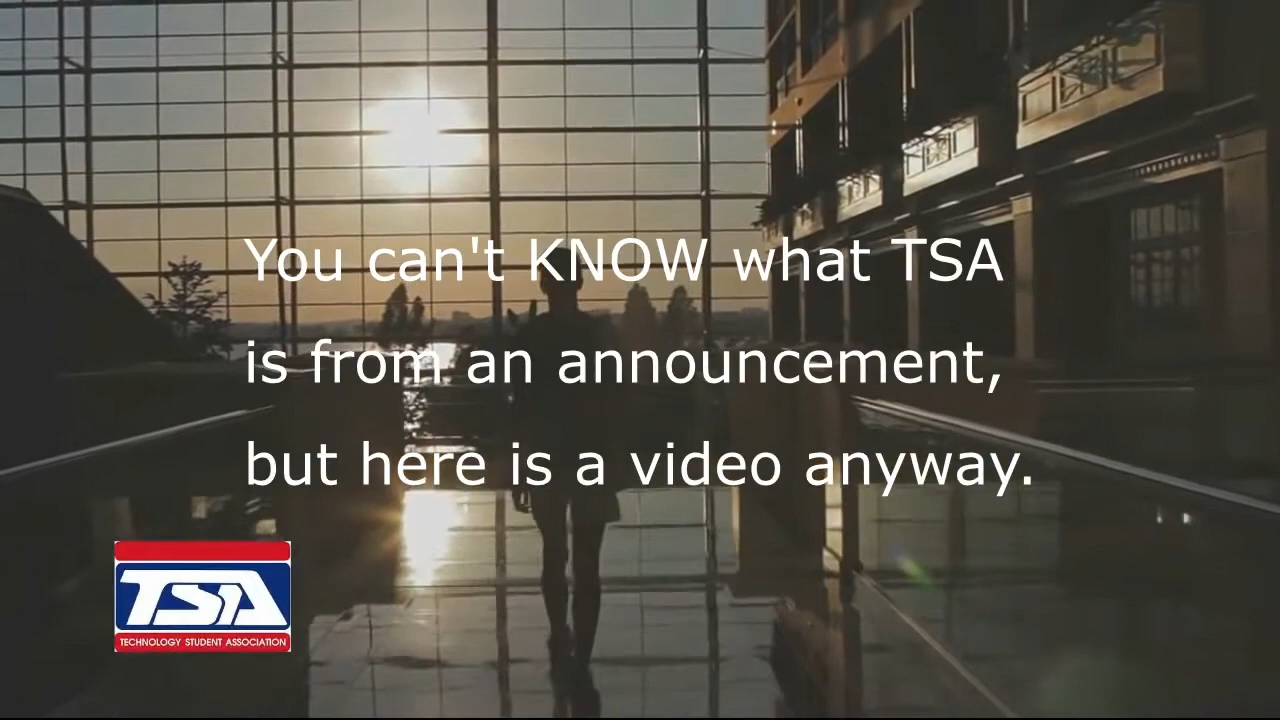 You can't KNOW what TSA
is from an announcement,
but here is a video anyway.
TSA
TECHNOLOGY STUDENT ASSOCIATION